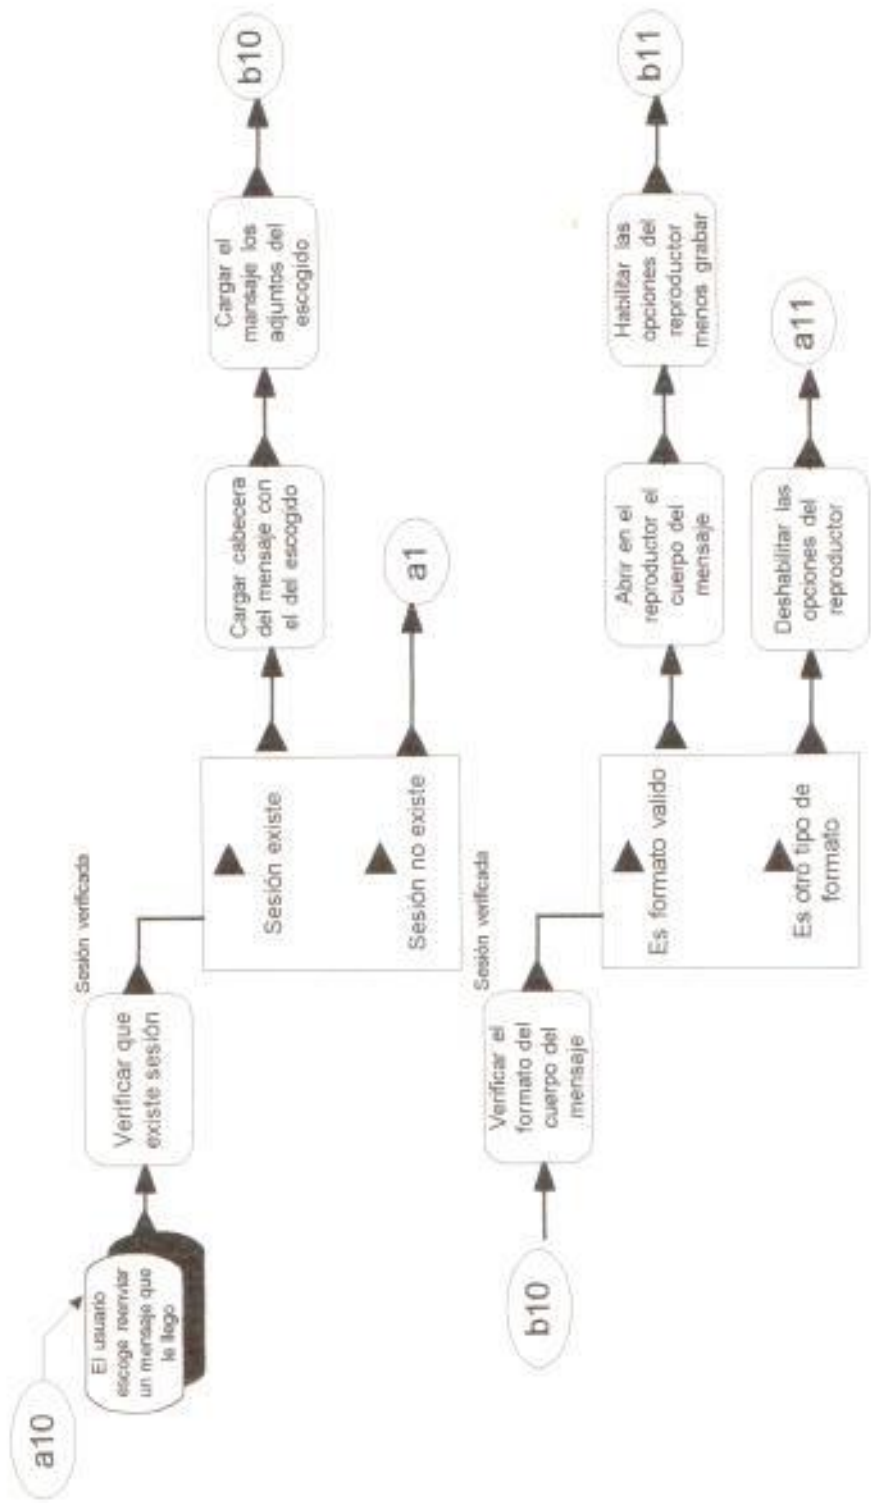 a10
El usuario
escoge reenviar
un mensaje que
le llego
Verificar que
existe sesión
Sesión verificada
Sesión existe
Sesión no existe
Cargar cabecera
del mensaje con
el del escogido
Cargar el
mansaje los
adjuntos del
escogido
b10
a1
b10
Verificar el
formato del
cuerpo del
mensaje
Sesión verificada
Es formato valido
Es otro tipo de
formato
Abrir en el
reproductor el
cuerpo del
mensaje
Habilitar las
opciones del
reproductor
menos grabar
b11
Deshabilitar las
opciones del
reproductor
a11